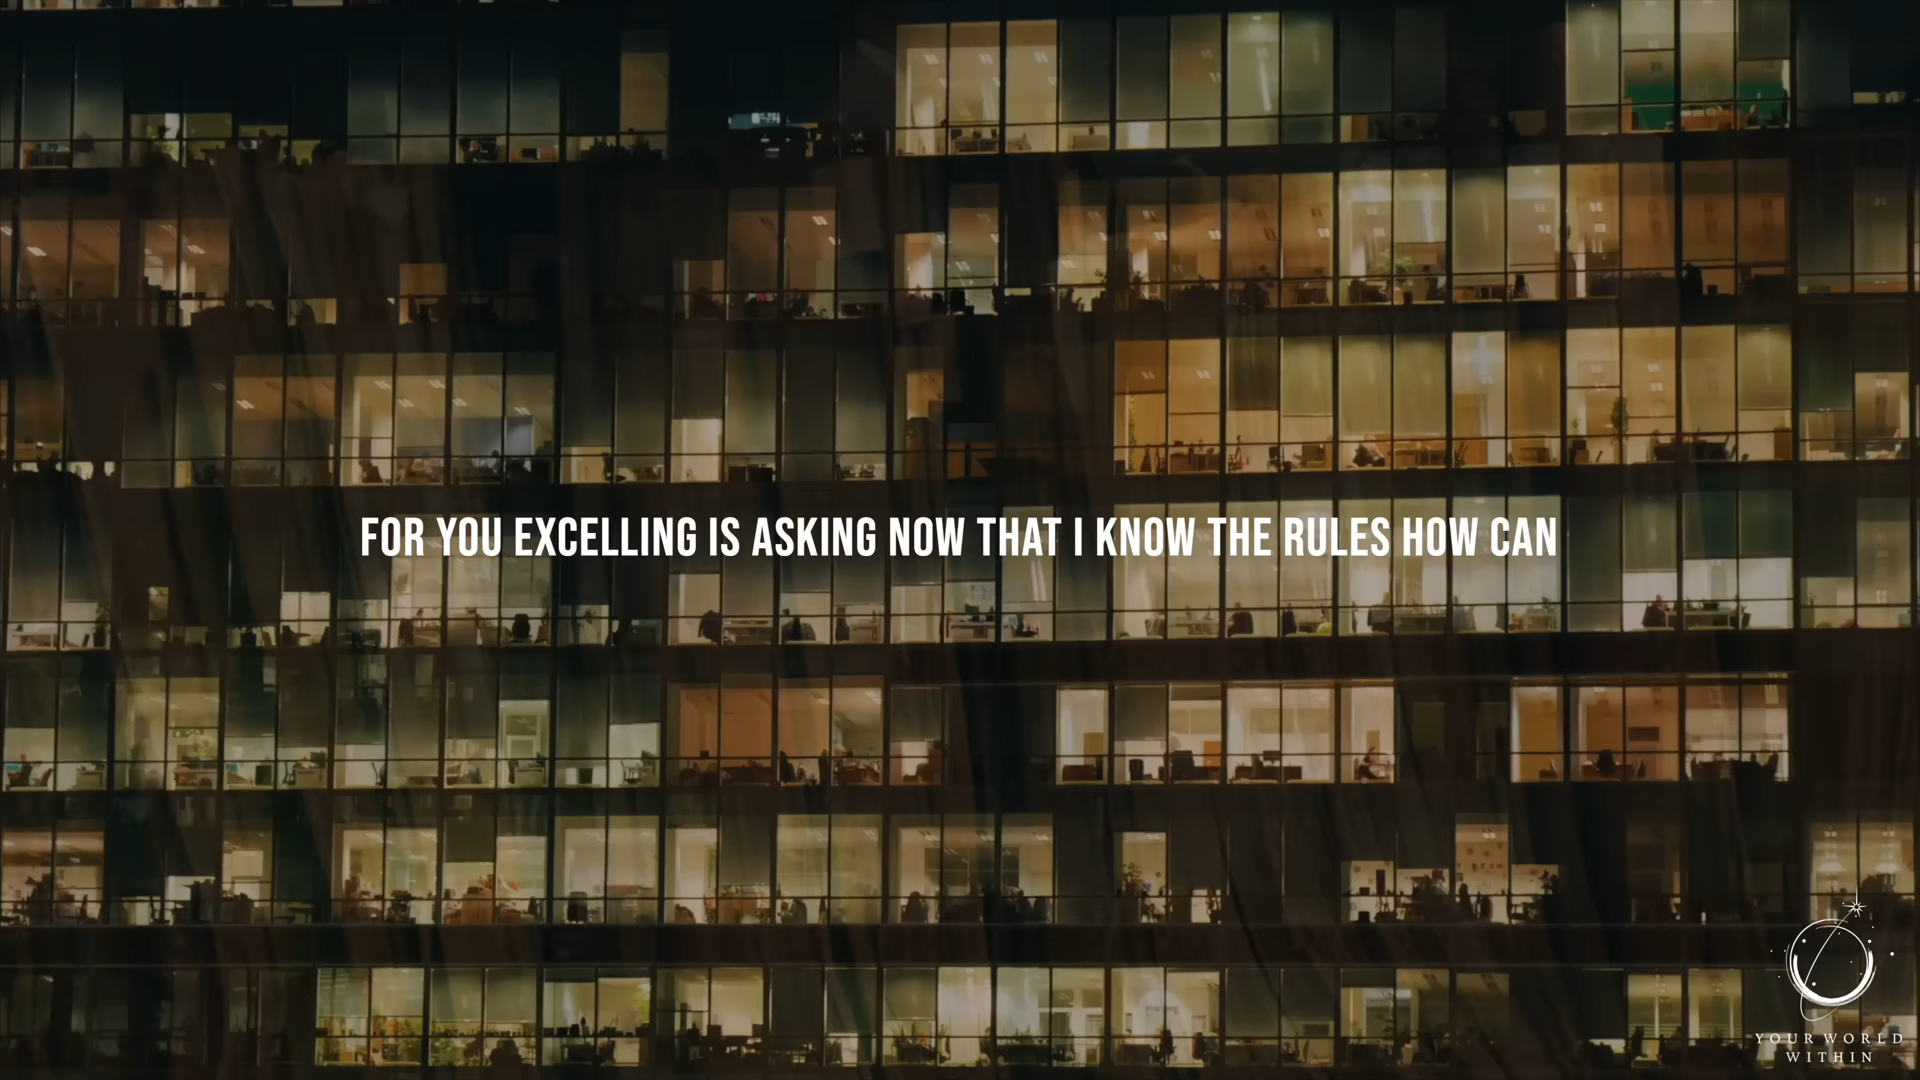 FOR YOU EXCELLING IS ASKING NOW THAT I KNOW THE RULES HOW CAN
YOUR WORLD
WITHIN